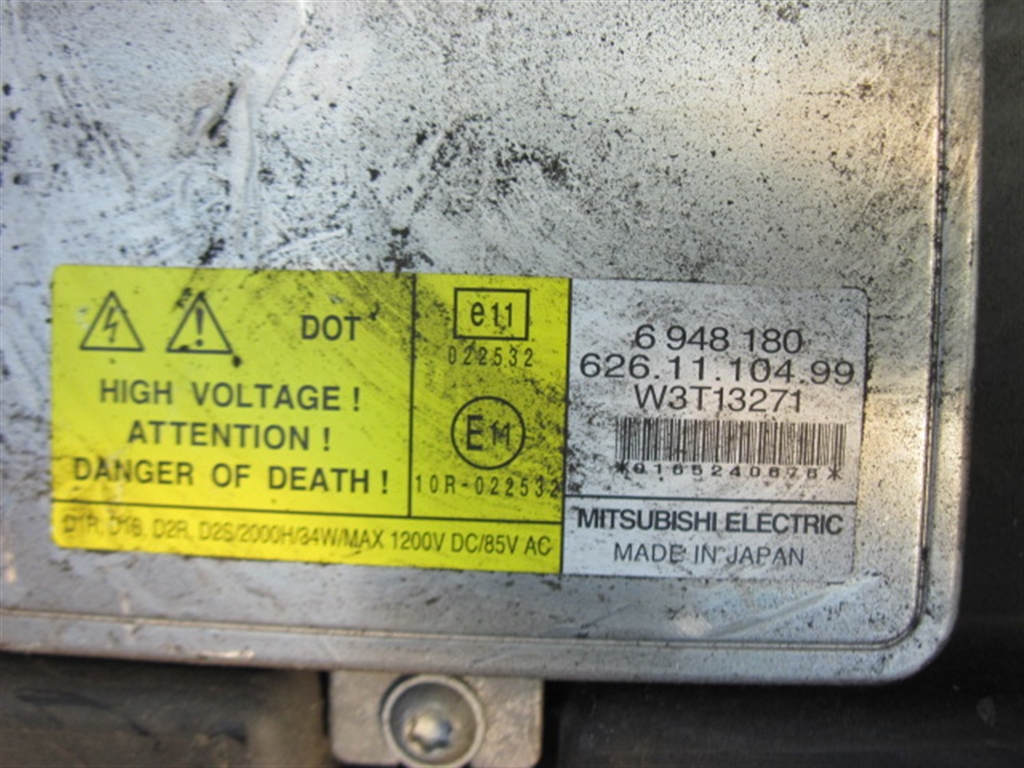 DOT
HIGH VOLTAGE !
ATTENTION !
DANGER OF DEATH !
D1R, D1S, D2R, D2S/2000H/34W/MAX 1200V DC/85V AC
e11
022532
E11
10R-022532
6 948 180
626.11.104.99
W3T13271
*0165240676*
MITSUBISHI ELECTRIC
MADE IN JAPAN